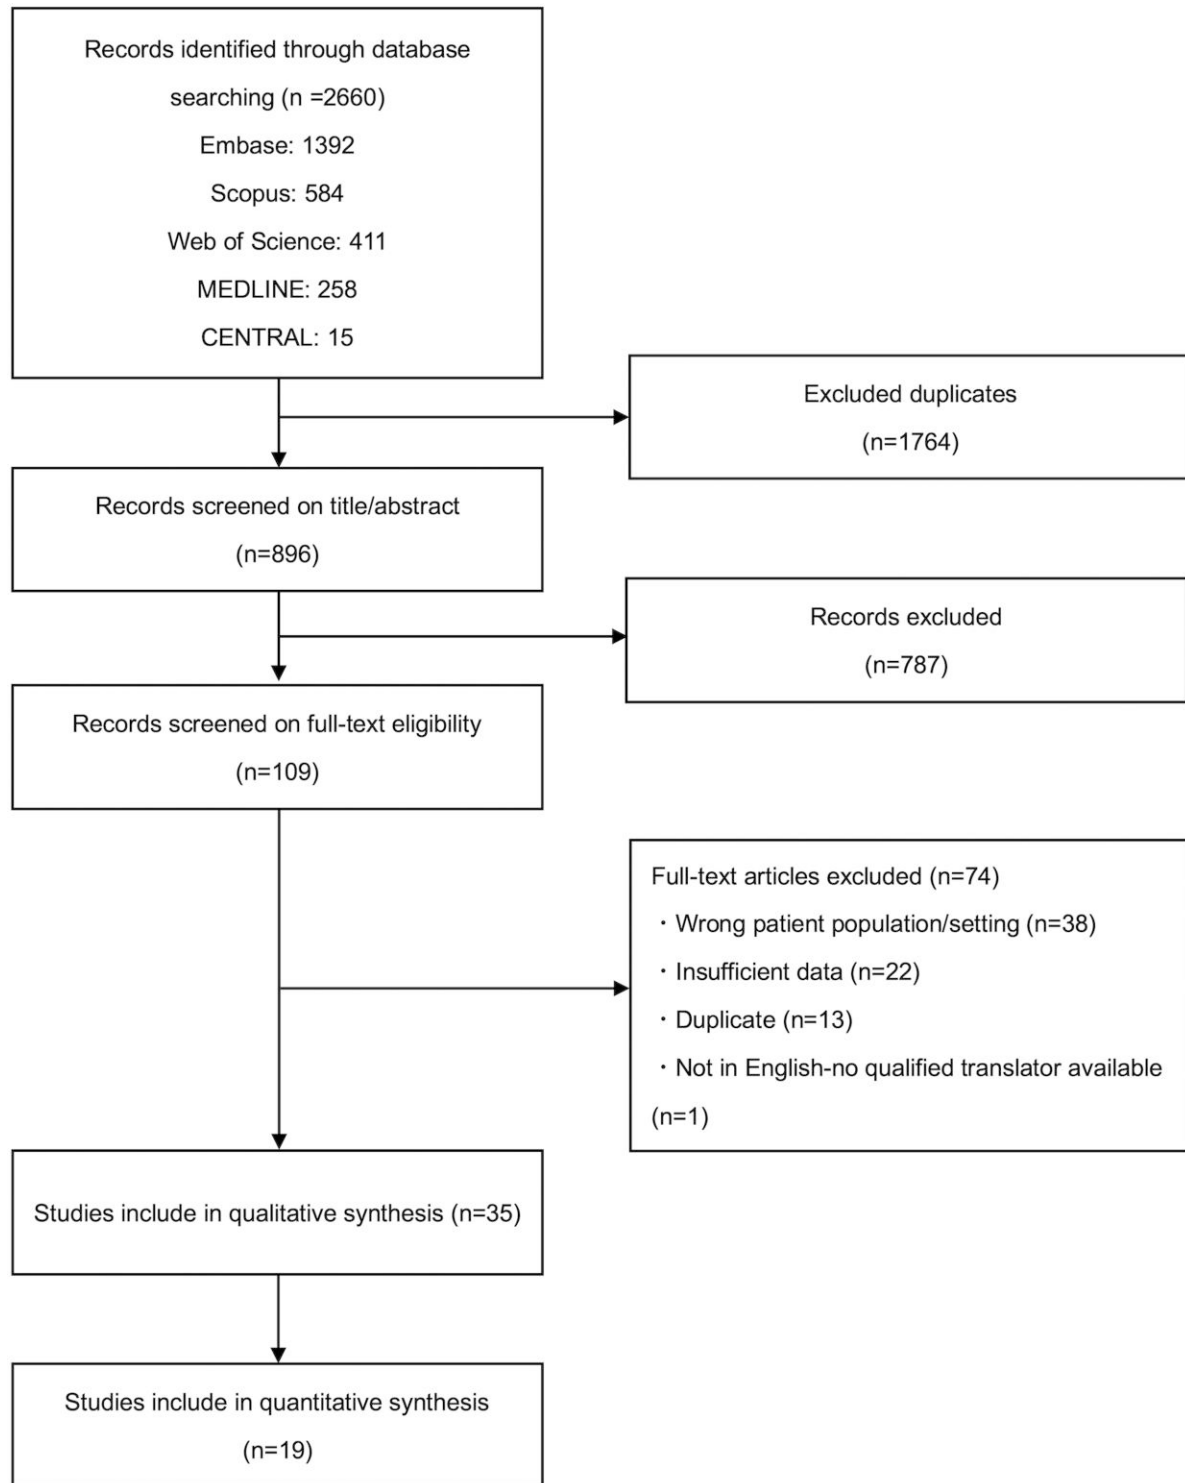 Records identified through database
searching (n =2660)
Embase: 1392
Scopus: 584
Web of Science: 411
MEDLINE: 258
CENTRAL: 15
Excluded duplicates
(n=1764)
Records screened on title/abstract
(n=896)
Records excluded
(n=787)
Records screened on full-text eligibility
(n=109)
Full-text articles excluded (n=74)
・Wrong patient population/setting (n=38)
・Insufficient data (n=22)
・Duplicate (n=13)
・Not in English-no qualified translator available
(n=1)
Studies include in qualitative synthesis (n=35)
Studies include in quantitative synthesis
(n=19)